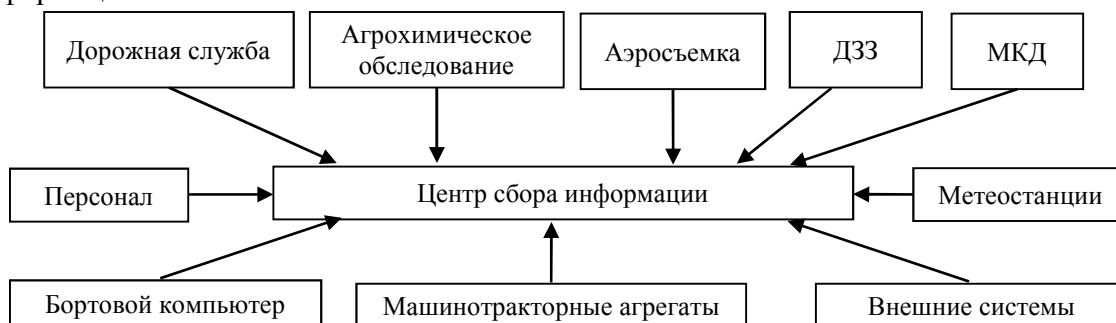 Дорожная служба
Агрохимическое
обследование
Аэросъемка
ДЗЗ
МКД
Персонал
Центр сбора информации
Метеостанции
Бортовой компьютер
Машинотракторные агрегаты
Внешние системы